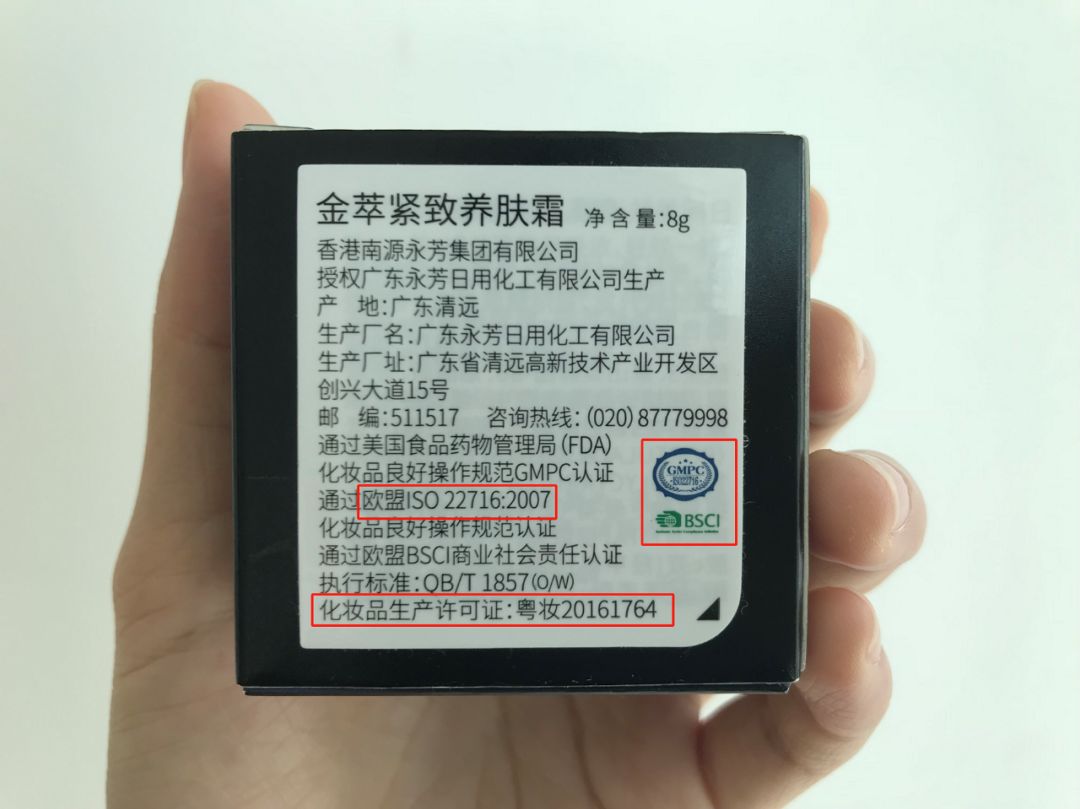 金萃紧致养肤霜 净含量:8g
香港南源永芳集团有限公司
授权广东永芳日用化工有限公司生产
产 地:广东清远
生产厂名:广东永芳日用化工有限公司
生产厂址:广东省清远高新技术产业开发区
创兴大道15号
邮 编:511517 咨询热线:(020)87779998
通过美国食品药物管理局(FDA)
化妆品良好操作规范GMPC认证
通过欧盟ISO 22716:2007
化妆品良好操作规范认证
通过欧盟BSCI商业社会责任认证
执行标准:QB/T 1857(O/W)
化妆品生产许可证:粤妆20161764
GMPC
ISO22716
BSCI